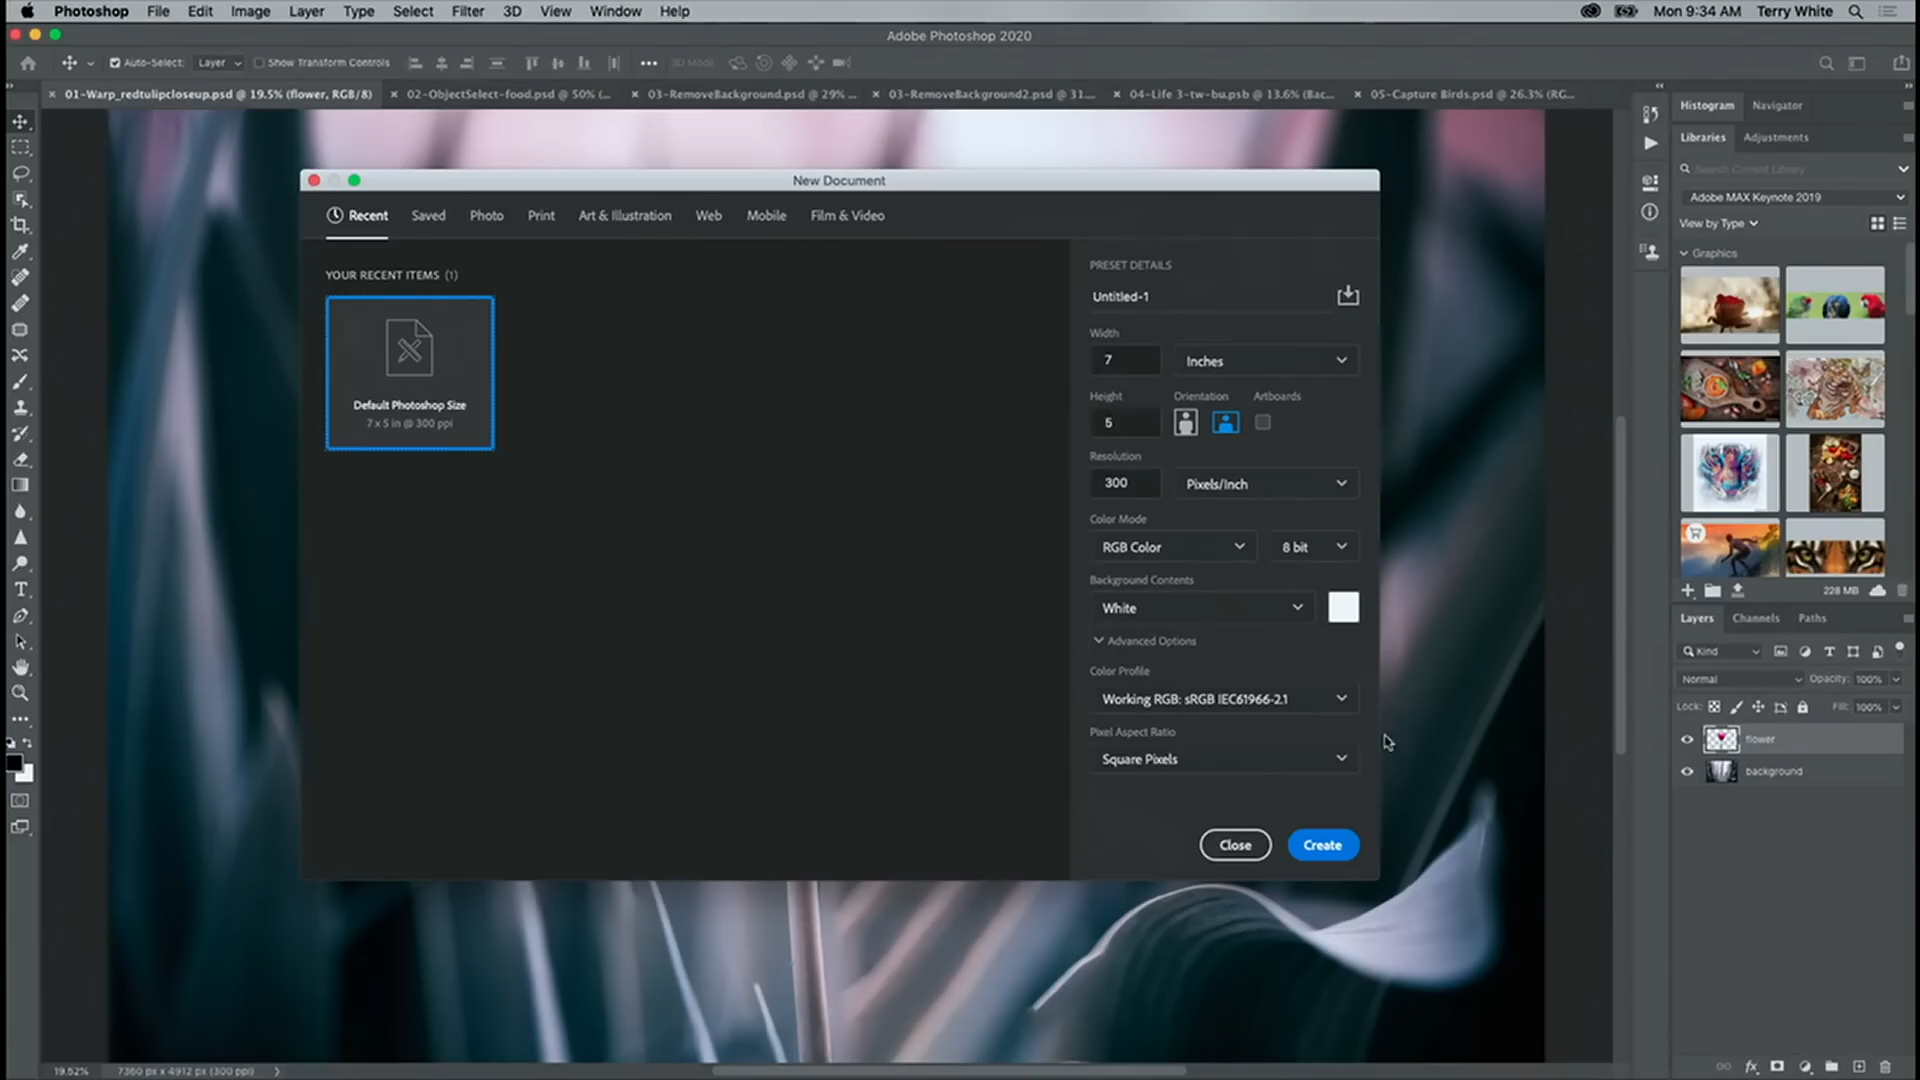 Photoshop File Edit Image Layer Type Select Filter 3D View Window Help Mon 9:34 AM Terry White
Adobe Photoshop 2020
Auto-Select: Layer Show Transform Controls 3D Mode
01-Warp_redtulipcloseup.psd @ 19.5% (flower, RGB/8) 02-ObjectSelect-food.psd @ 50% (... 03-RemoveBackground.psd @ 29% ... 03-RemoveBackground2.psd @ 31.... 04-Life 3-tw-bu.psb @ 13.6% (Bac... 05-Capture Birds.psd @ 26.3% (RG...
Histogram Navigator
Libraries Adjustments
Search Current Library
Adobe MAX Keynote 2019
View by Type
Graphics
New Document
Recent Saved Photo Print Art & Illustration Web Mobile Film & Video
YOUR RECENT ITEMS (1)
Default Photoshop Size
7 x 5 in @ 300 ppi
PRESET DETAILS
Untitled-1
Width
7 Inches
Height Orientation Artboards
5
Resolution
300 Pixels/Inch
Color Mode
RGB Color 8 bit
Background Contents
White
Advanced Options
Color Profile
Working RGB: sRGB IEC61966-2.1
Pixel Aspect Ratio
Square Pixels
Close Create
228 MB
Layers Channels Paths
Kind
Normal Opacity: 100%
Lock: Fill: 100%
flower
background
19.52% 7360 px x 4912 px (300 ppi)